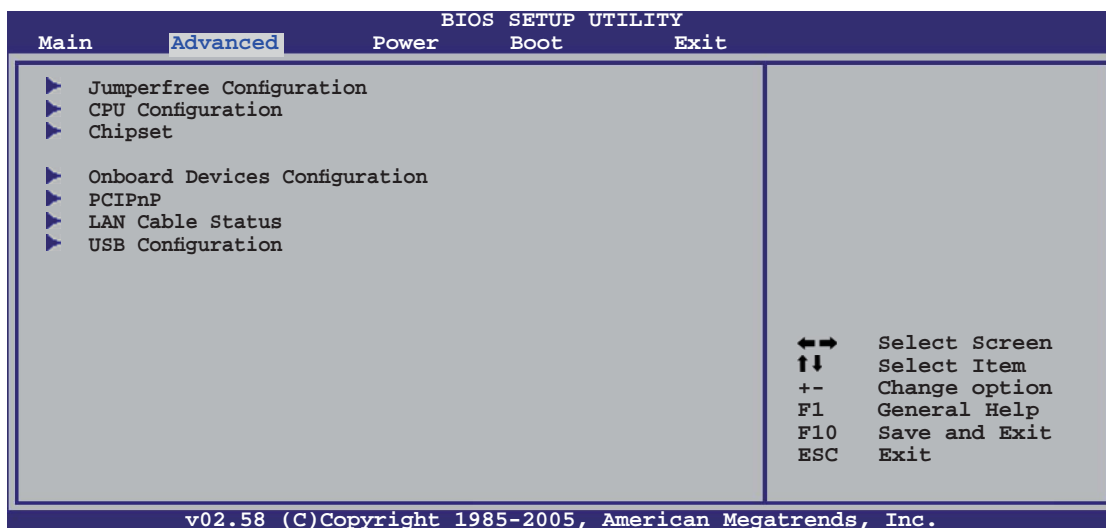 BIOS SETUP UTILITY
Main Advanced Power Boot Exit
Jumperfree Configuration
CPU Configuration
Chipset
Onboard Devices Configuration
PCIPnP
LAN Cable Status
USB Configuration
←→ Select Screen
↑↓ Select Item
+- Change option
F1 General Help
F10 Save and Exit
ESC Exit
v02.58 (C)Copyright 1985-2005, American Megatrends, Inc.